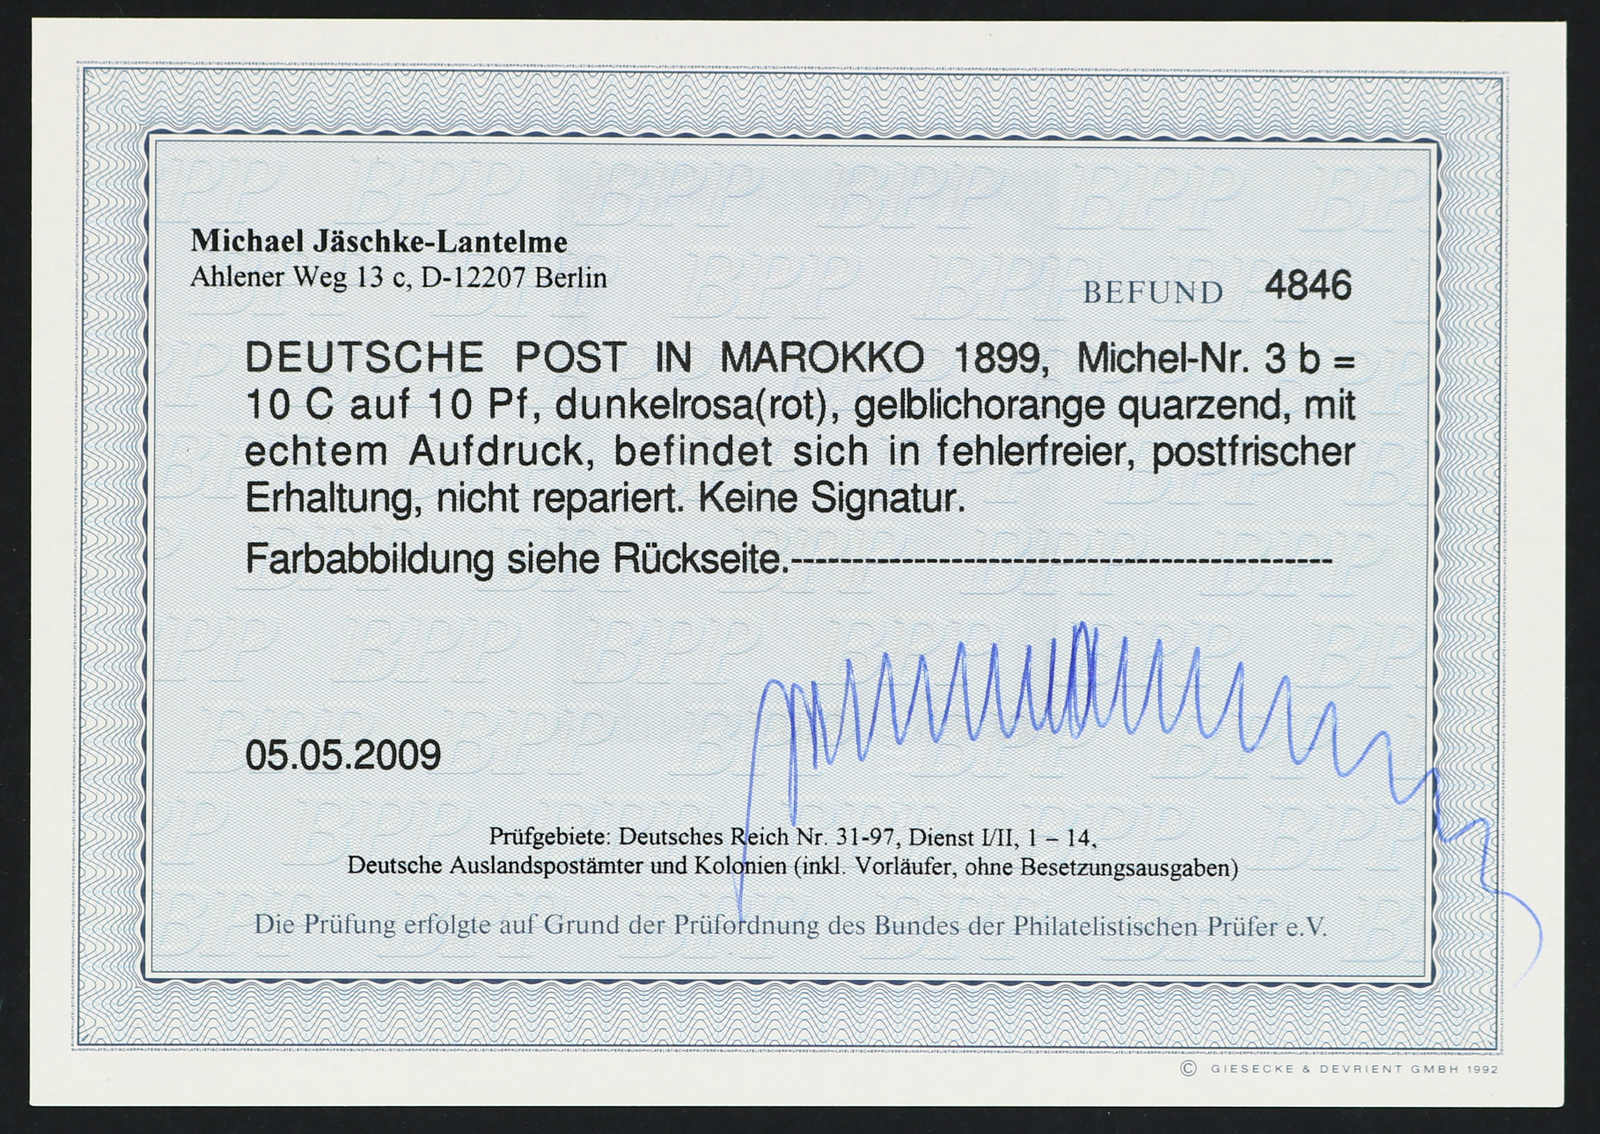 Michael Jäschke-Lantelme
Ahlener Weg 13 c, D-12207 Berlin
BEFUND 4846
DEUTSCHE POST IN MAROKKO 1899, Michel-Nr. 3 b =
10 C auf 10 Pf, dunkelrosa(rot), gelblichorange quarzend, mit
echtem Aufdruck, befindet sich in fehlerfreier, postfrischer
Erhaltung, nicht repariert. Keine Signatur.
Farbabbildung siehe Rückseite.--------------------------------------------
05.05.2009
Prüfgebiete: Deutsches Reich Nr. 31-97, Dienst I/II, 1 – 14,
Deutsche Auslandspostämter und Kolonien (inkl. Vorläufer, ohne Besetzungsausgaben)
Die Prüfung erfolgte auf Grund der Prüfordnung des Bundes der Philatelistischen Prüfer e.V.
© GIESECKE & DEVRIENT GMBH 1992